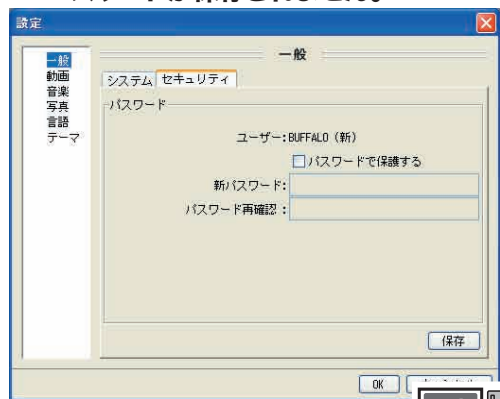 設定
一般
動画
音楽
写真
言語
テーマ
一般
システム セキュリティ
パスワード
ユーザー:BUFFALO (新)
パスワードで保護する
新パスワード:
パスワード再確認 :
保存
OK